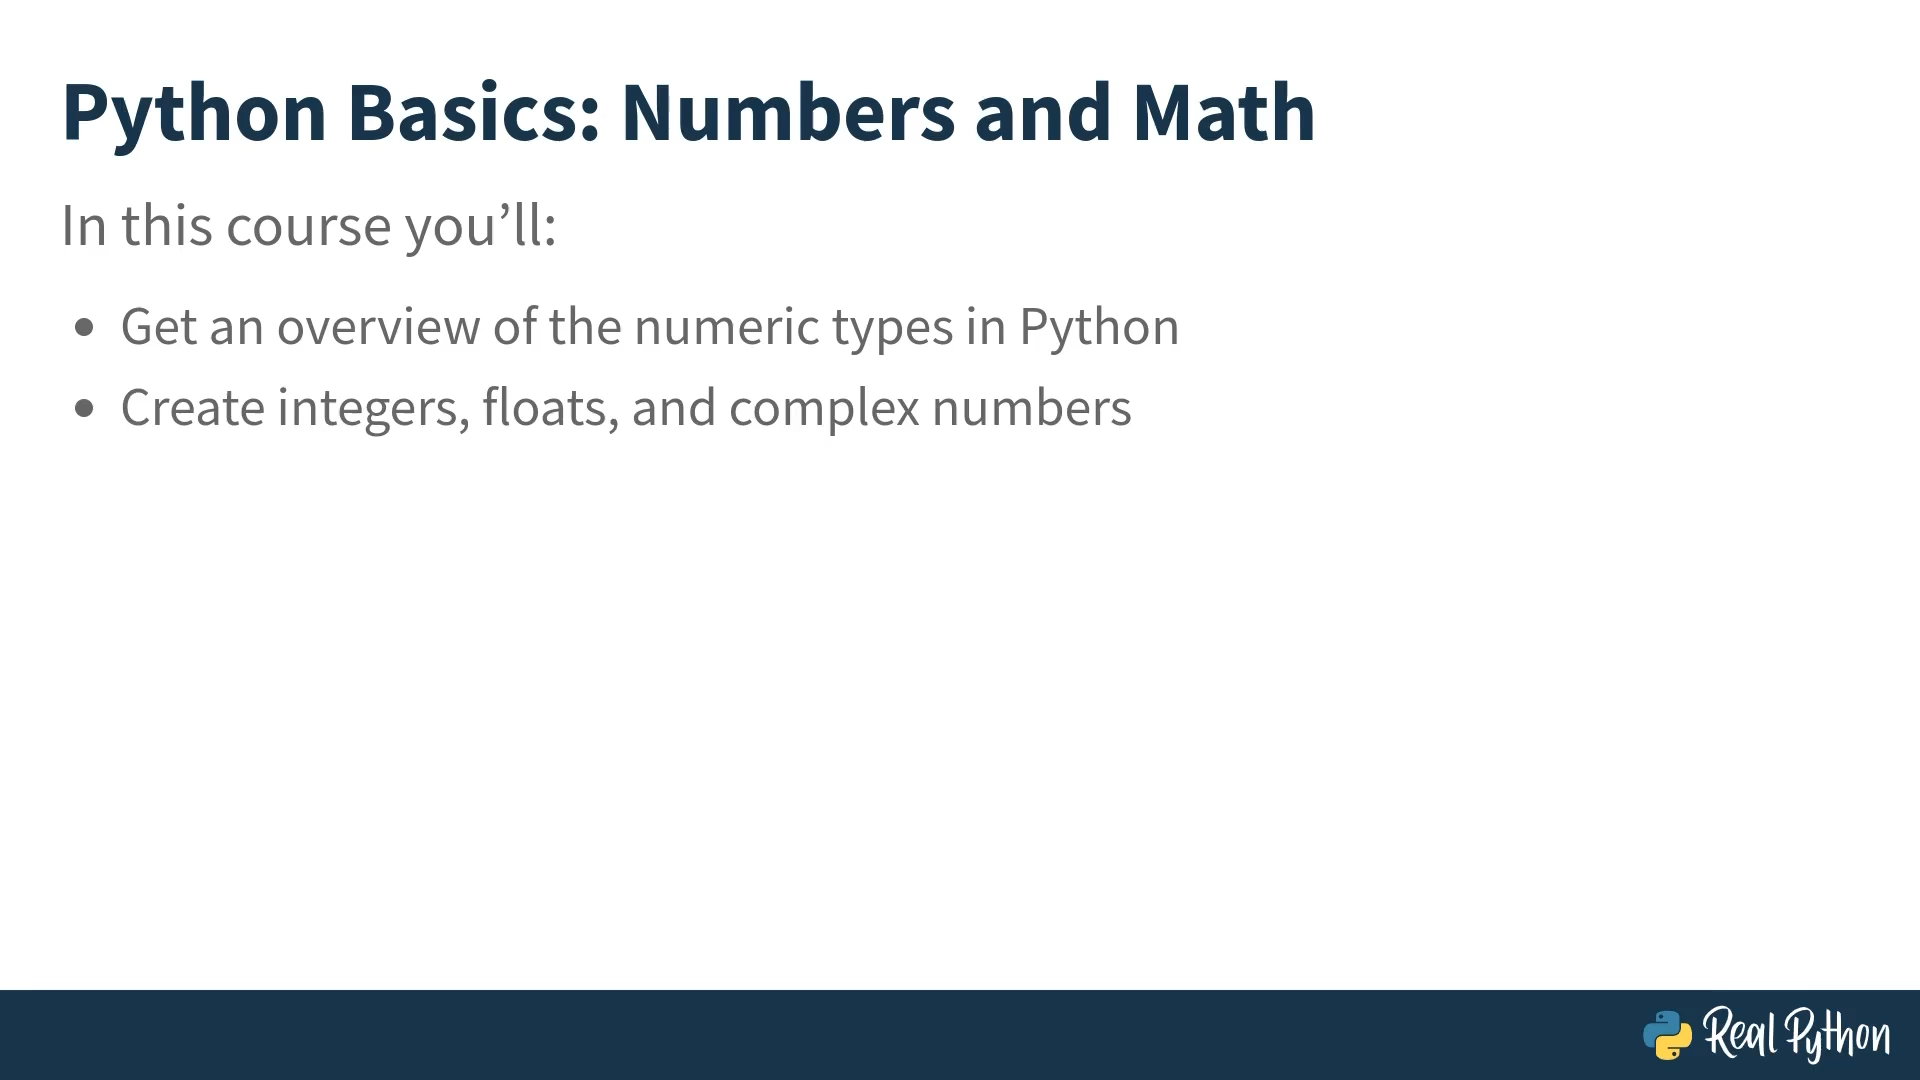 Python Basics: Numbers and Math
In this course you’ll:
• Get an overview of the numeric types in Python
• Create integers, floats, and complex numbers
Real Python